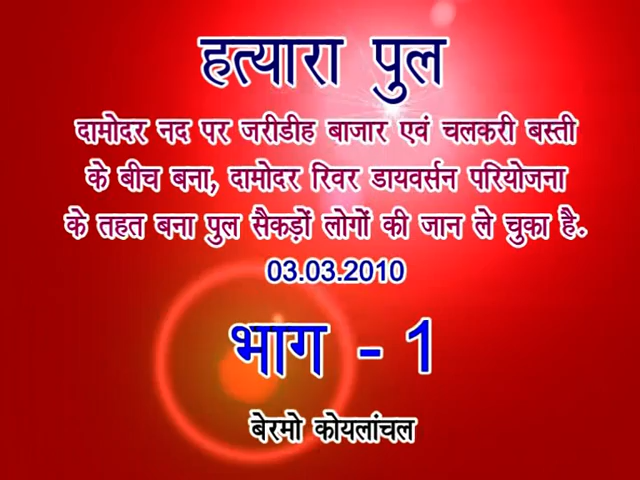 हत्यारा पुल
दामोदर नद पर जरीडीह बाजार एवं चलकरी बस्ती
के बीच बना, दामोदर रिवर डायवर्सन परियोजना
के तहत बना पुल सैकड़ों लोगों की जान ले चुका है.
03.03.2010
भाग - 1
बेरमो कोयलांचल